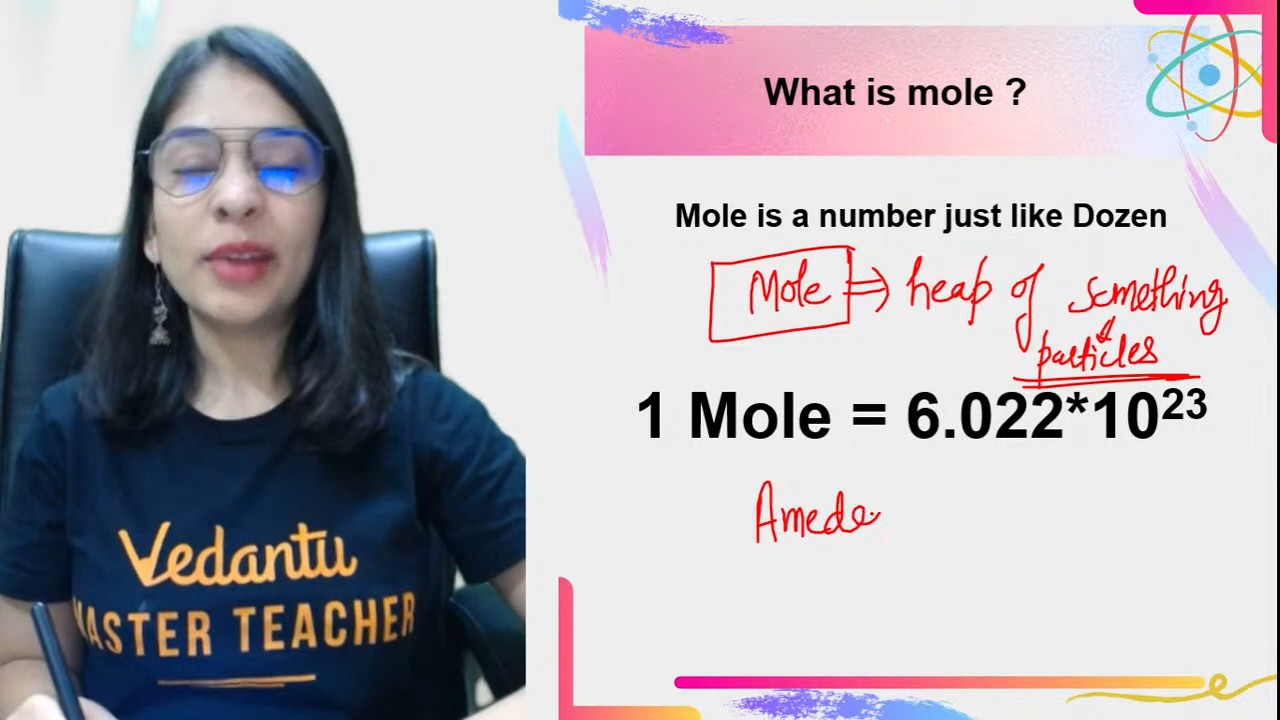 What is mole ?
Mole is a number just like Dozen
Mole ⇒ heap of something
particles
1 Mole = 6.022*10²³
Amede
Vedantu
MASTER TEACHER